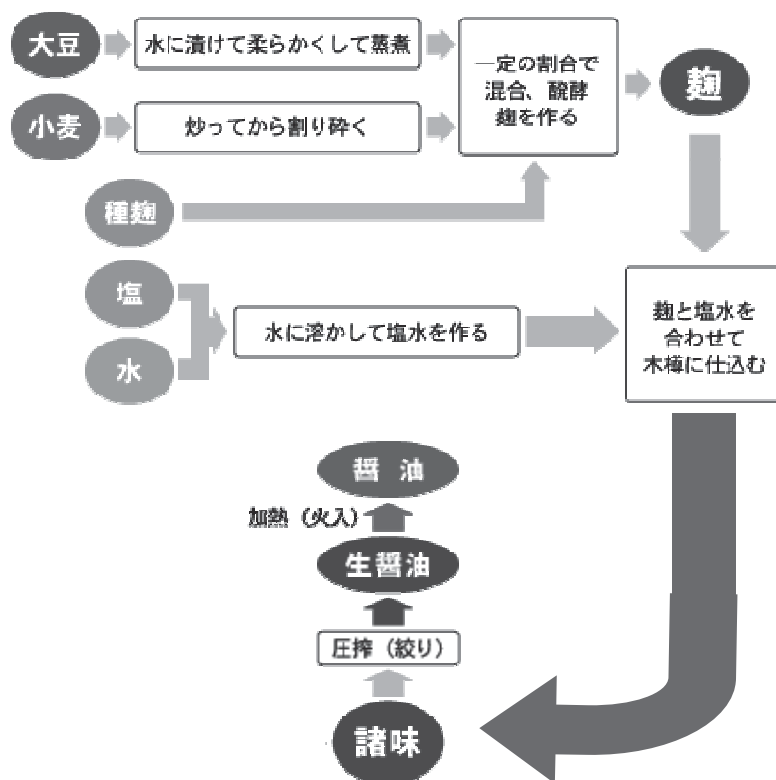 大豆
水に漬けて柔らかくして蒸煮
一定の割合で
混合、醗酵
麹を作る
麹
小麦
炒ってから割り砕く
種麹
塩
水
水に溶かして塩水を作る
麹と塩水を
合わせて
木樽に仕込む
醤 油
加熱（火入）
生醤油
圧搾（絞り）
諸味